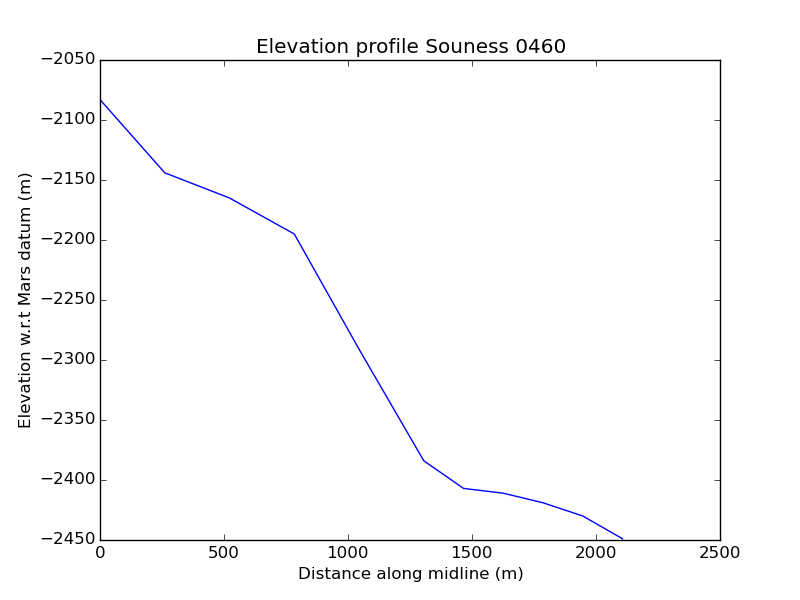 Elevation profile Souness 0460
−2050
−2100
−2150
−2200
−2250
−2300
−2350
−2400
−2450
Elevation w.r.t Mars datum (m)
0 500 1000 1500 2000 2500
Distance along midline (m)